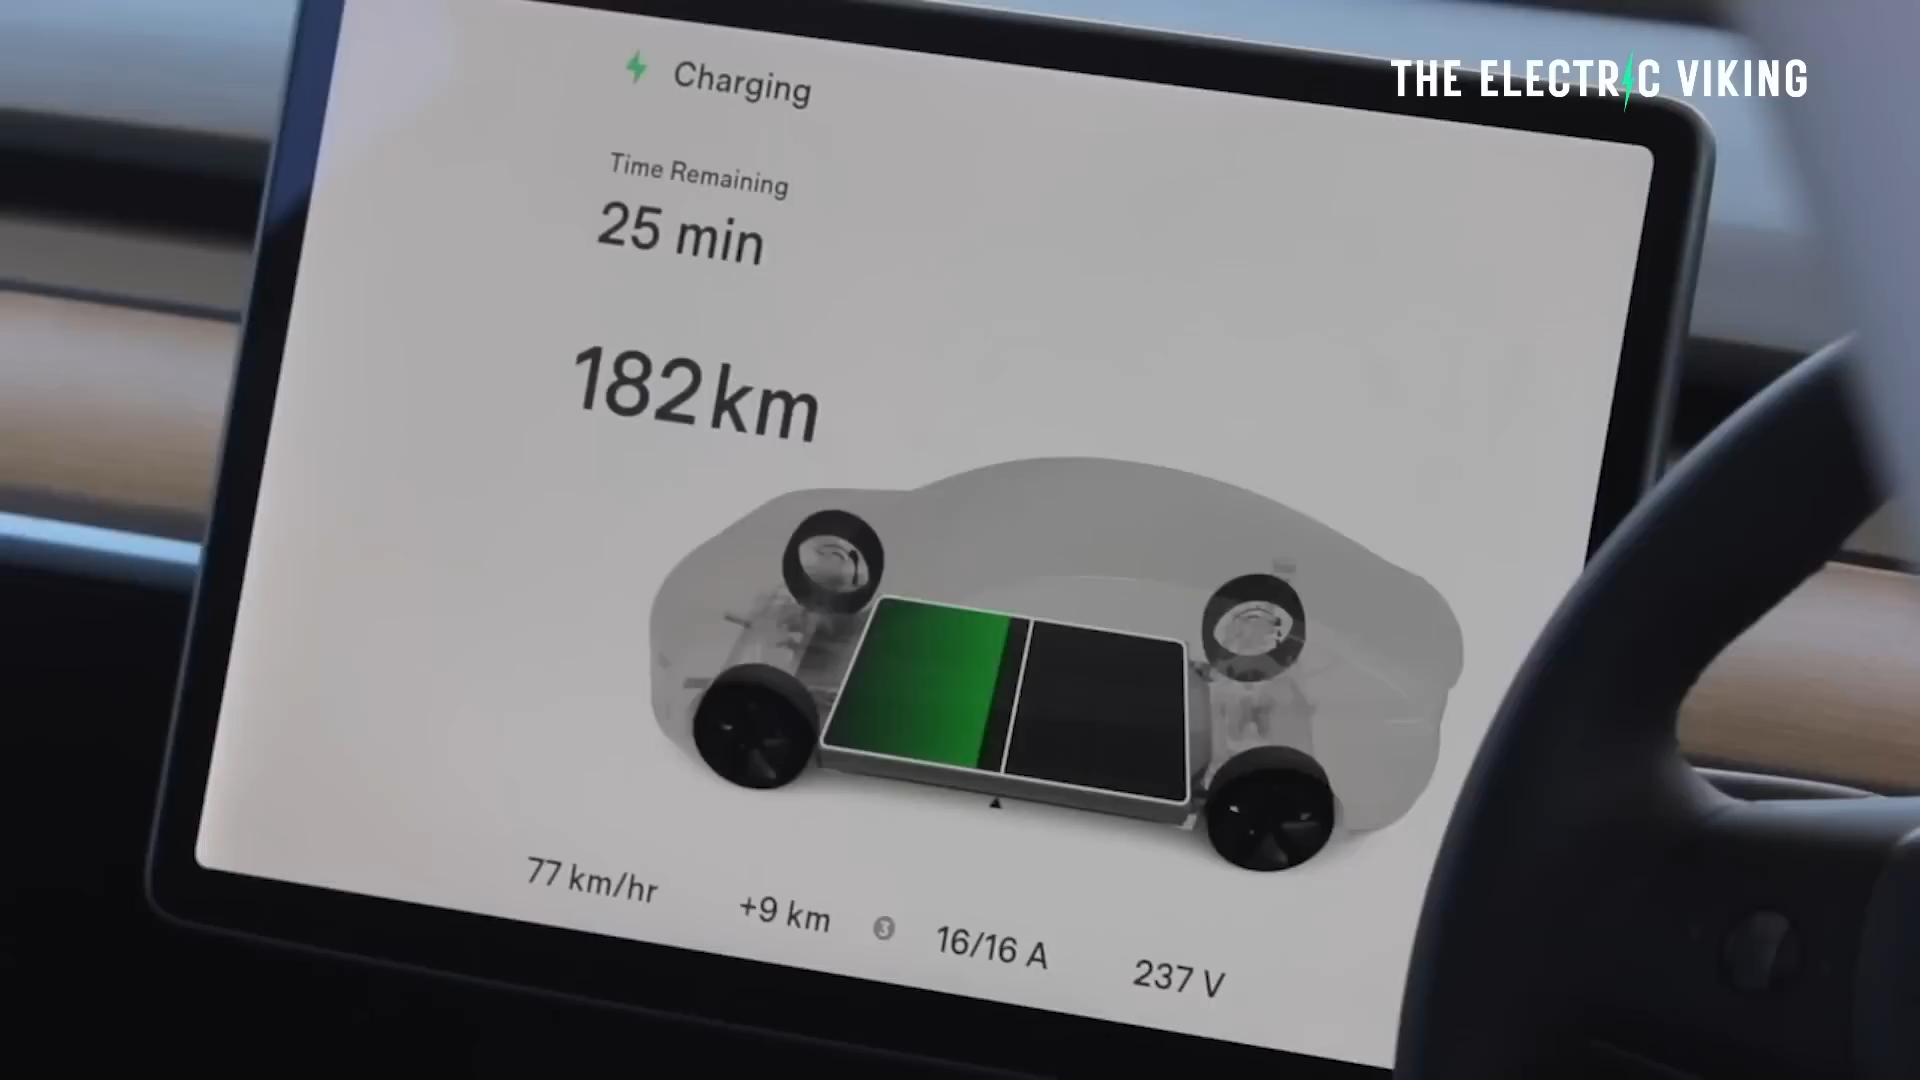 THE ELECTRIC VIKING
Charging
Time Remaining
25 min
182 km
77 km/hr
+9 km
3
16/16 A
237 V